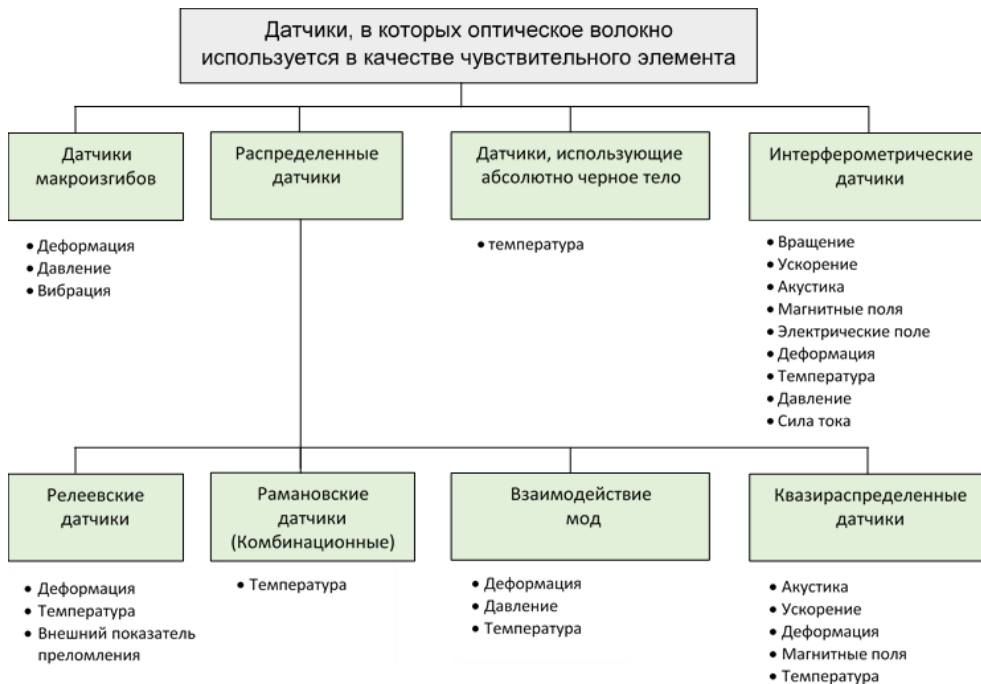 Датчики, в которых оптическое волокно
используется в качестве чувствительного элемента
Датчики
макроизгибов
• Деформация
• Давление
• Вибрация
Распределенные
датчики
Датчики, использующие
абсолютно черное тело
• температура
Интерферометрические
датчики
• Вращение
• Ускорение
• Акустика
• Магнитные поля
• Электрические поле
• Деформация
• Температура
• Давление
• Сила тока
Релеевские
датчики
• Деформация
• Температура
• Внешний показатель
преломления
Рамановские
датчики
(Комбинационные)
• Температура
Взаимодействие
мод
• Деформация
• Давление
• Температура
Квазираспределенные
датчики
• Акустика
• Ускорение
• Деформация
• Магнитные поля
• Температура